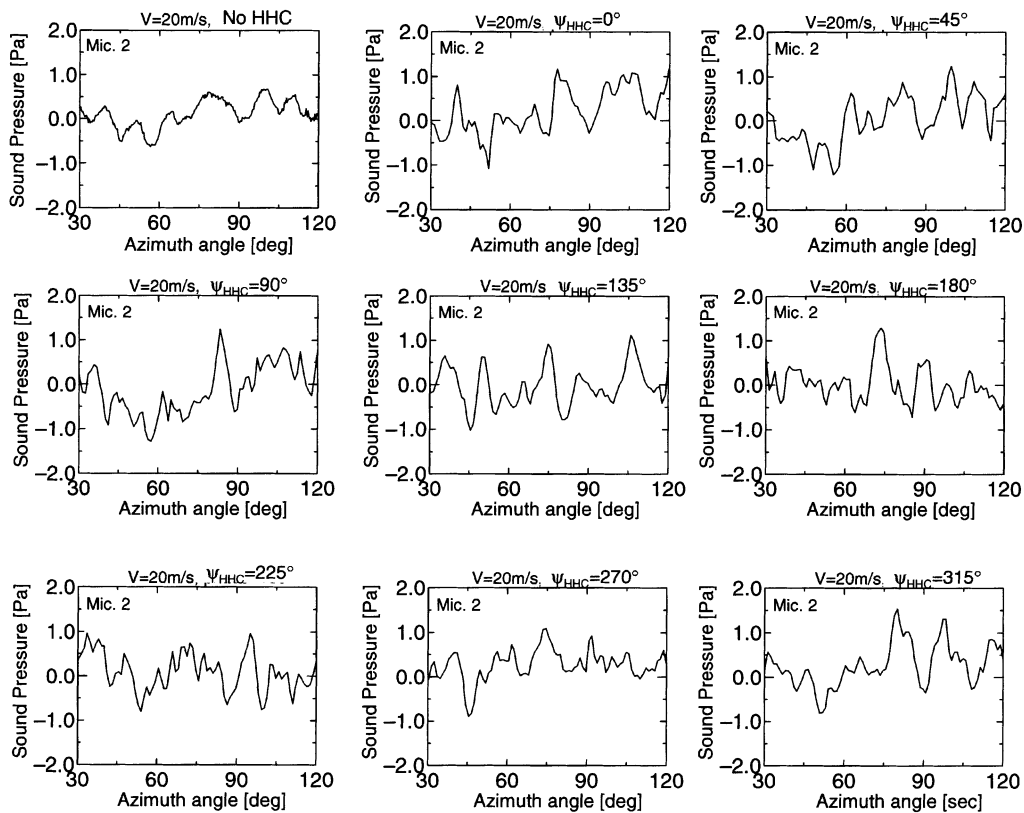 V=20m/s, No HHC
Sound Pressure [Pa]
Mic. 2
2.0
1.0
0.0
−1.0
−2.0
30 60 90 120
Azimuth angle [deg]
V=20m/s, ψHHC=0°
Sound Pressure [Pa]
Mic. 2
2.0
1.0
0.0
−1.0
−2.0
30 60 90 120
Azimuth angle [deg]
V=20m/s, ψHHC=45°
Sound Pressure [Pa]
Mic. 2
2.0
1.0
0.0
−1.0
−2.0
30 60 90 120
Azimuth angle [deg]
V=20m/s, ψHHC=90°
Sound Pressure [Pa]
Mic. 2
2.0
1.0
0.0
−1.0
−2.0
30 60 90 120
Azimuth angle [deg]
V=20m/s ψHHC=135°
Sound Pressure [Pa]
Mic. 2
2.0
1.0
0.0
−1.0
−2.0
30 60 90 120
Azimuth angle [deg]
V=20m/s, ψHHC=180°
Sound Pressure [Pa]
Mic. 2
2.0
1.0
0.0
−1.0
−2.0
30 60 90 120
Azimuth angle [deg]
V=20m/s, ψHHC=225°
Sound Pressure [Pa]
Mic. 2
2.0
1.0
0.0
−1.0
−2.0
30 60 90 120
Azimuth angle [deg]
V=20m/s, ψHHC=270°
Sound Pressure [Pa]
Mic. 2
2.0
1.0
0.0
−1.0
−2.0
30 60 90 120
Azimuth angle [deg]
V=20m/s, ψHHC=315°
Sound Pressure [Pa]
Mic. 2
2.0
1.0
0.0
−1.0
−2.0
30 60 90 120
Azimuth angle [sec]